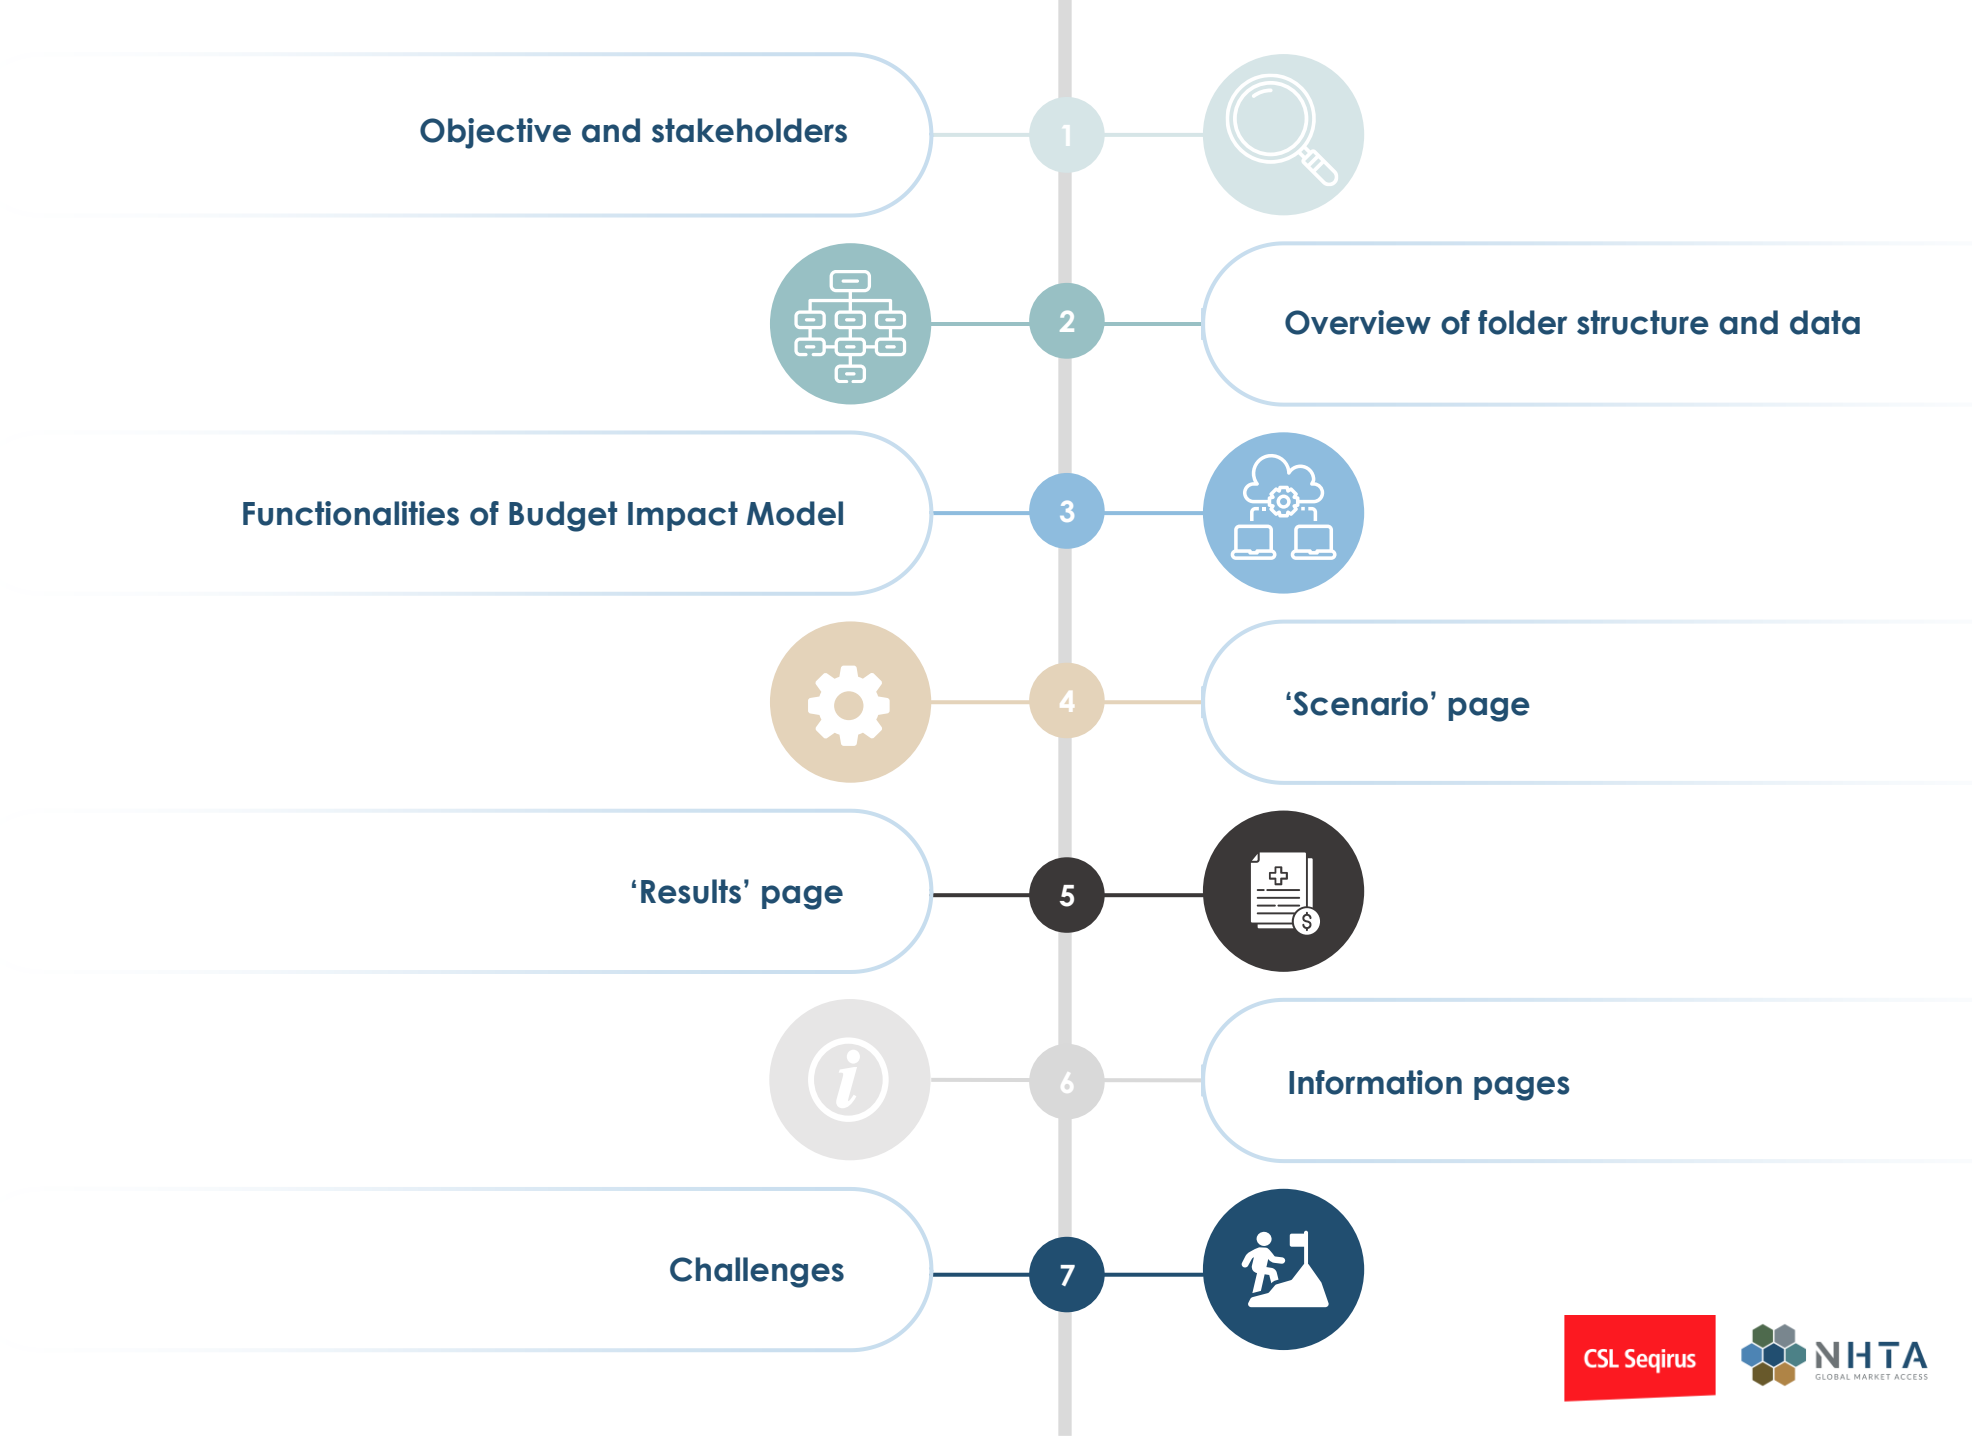 Objective and stakeholders
1
2
Overview of folder structure and data
Functionalities of Budget Impact Model
3
4
‘Scenario’ page
‘Results’ page
5
$
6
Information pages
Challenges
7
CSL Seqirus
NHTA
GLOBAL MARKET ACCESS